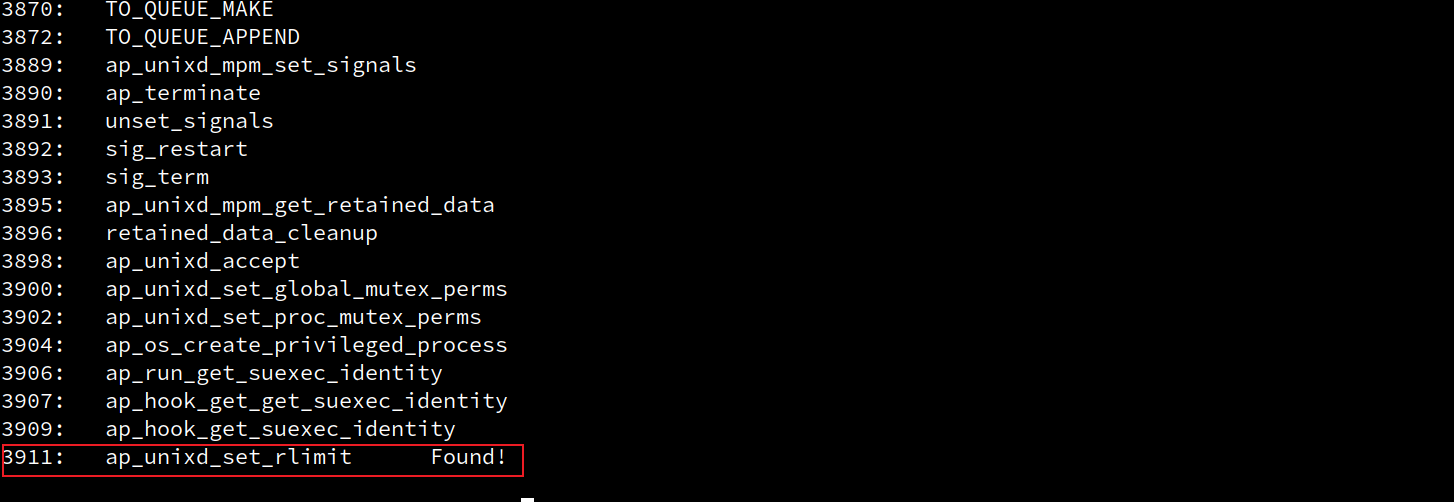 3870: TO_QUEUE_MAKE
3872: TO_QUEUE_APPEND
3889: ap_unixd_mpm_set_signals
3890: ap_terminate
3891: unset_signals
3892: sig_restart
3893: sig_term
3895: ap_unixd_mpm_get_retained_data
3896: retained_data_cleanup
3898: ap_unixd_accept
3900: ap_unixd_set_global_mutex_perms
3902: ap_unixd_set_proc_mutex_perms
3904: ap_os_create_privileged_process
3906: ap_run_get_suexec_identity
3907: ap_hook_get_get_suexec_identity
3909: ap_hook_get_suexec_identity
3911: ap_unixd_set_rlimit Found!